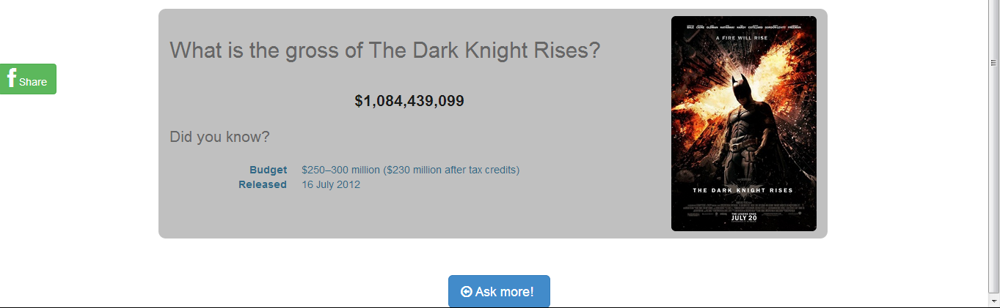 What is the gross of The Dark Knight Rises?
f Share
$1,084,439,099
Did you know?
Budget $250–300 million ($230 million after tax credits)
Released 16 July 2012
BALE CAINE OLDMAN HATHAWAY HARDY COTILLARD GORDON-LEVITT FREEMAN
A FIRE WILL RISE
THE DARK KNIGHT RISES
THE LEGEND ENDS
JULY 20
Ask more!